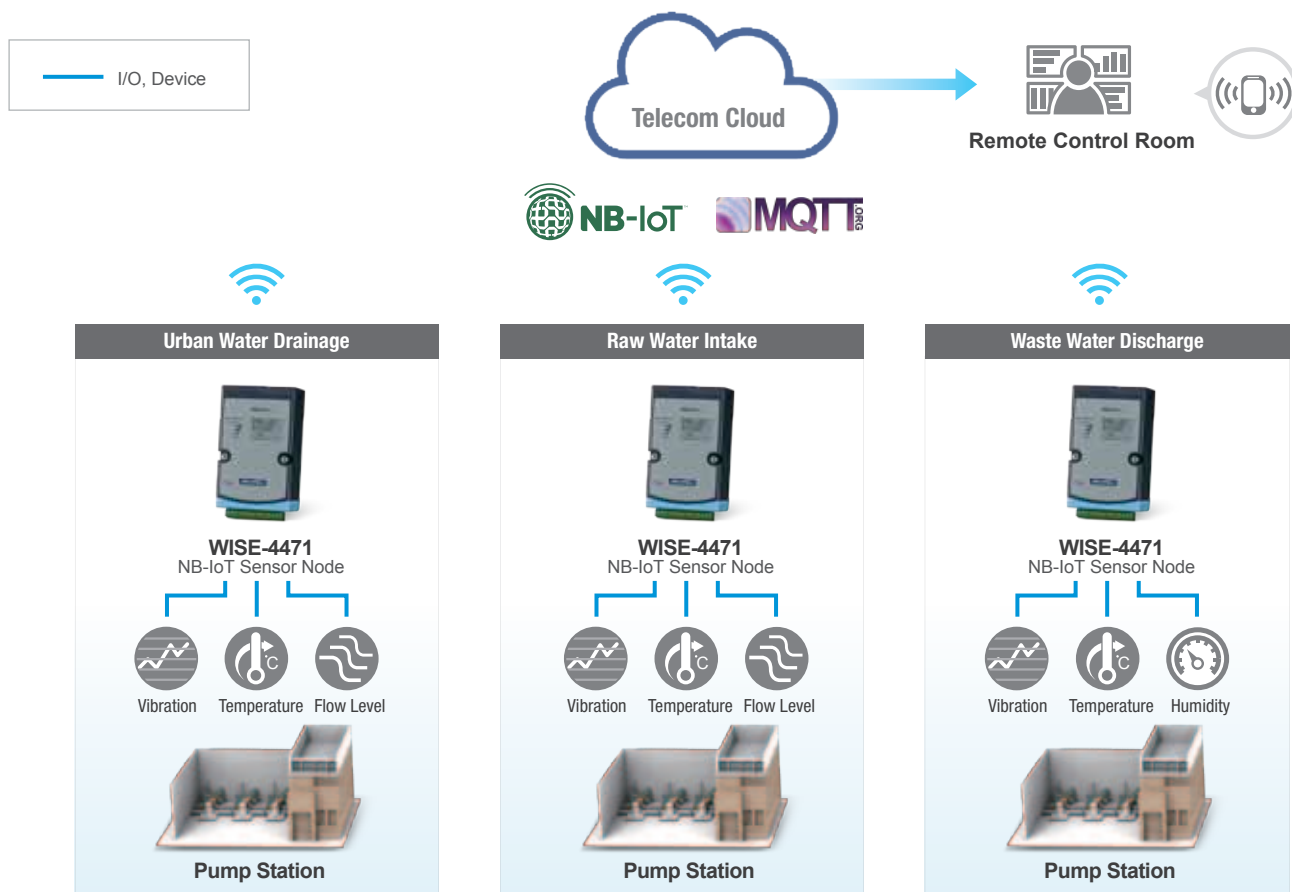 I/O, Device
Telecom Cloud
Remote Control Room
NB-IoT™
MQTT.ORG
Urban Water Drainage
Raw Water Intake
Waste Water Discharge
WISE-4471
NB-IoT Sensor Node
WISE-4471
NB-IoT Sensor Node
WISE-4471
NB-IoT Sensor Node
°C
°C
°C
Vibration Temperature Flow Level
Vibration Temperature Flow Level
Vibration Temperature Humidity
Pump Station
Pump Station
Pump Station